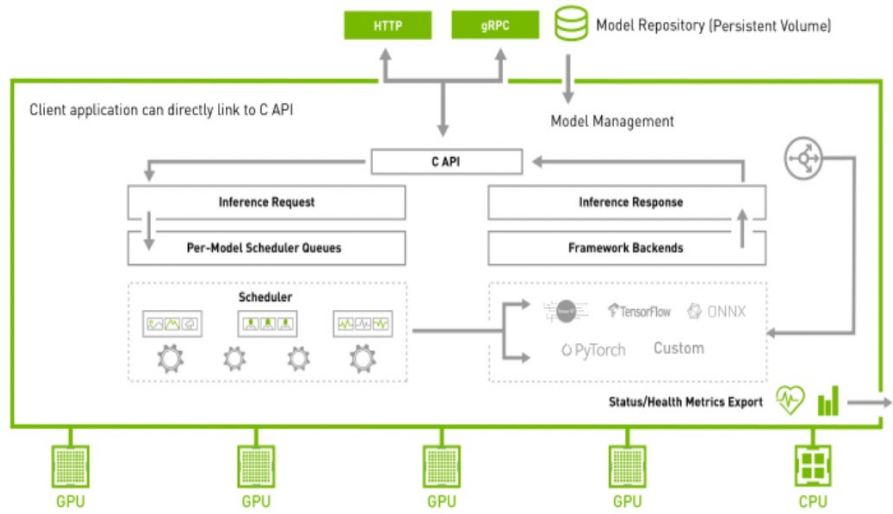 HTTP
gRPC
Model Repository (Persistent Volume)
Client application can directly link to C API
Model Management
C API
Inference Request
Inference Response
Per-Model Scheduler Queues
Framework Backends
Scheduler
TensorFlow
ONNX
PyTorch
Custom
Status/Health Metrics Export
GPU
GPU
GPU
GPU
CPU